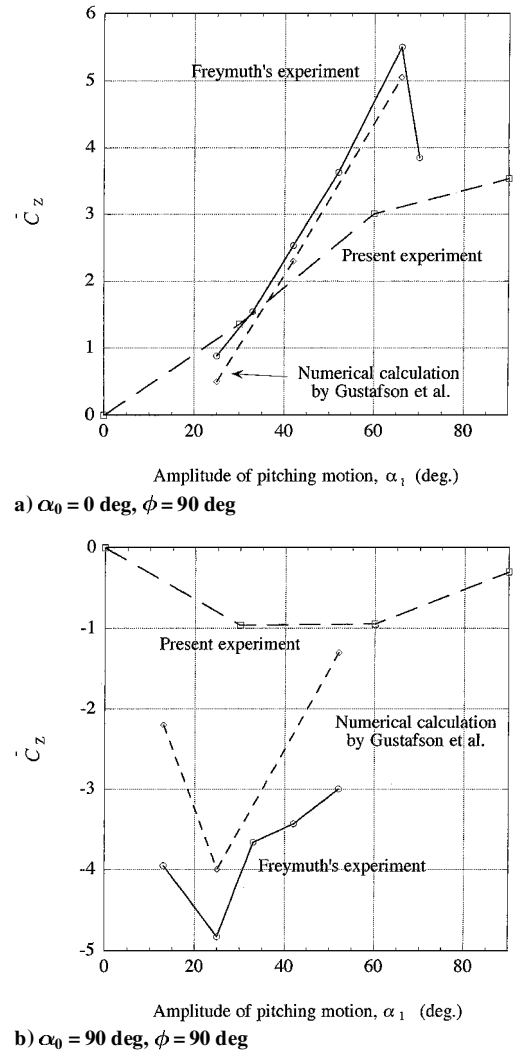 6
5
Freymuth's experiment
4
C̄ z
3
Present experiment
2
1
Numerical calculation
by Gustafson et al.
0
0 20 40 60 80
Amplitude of pitching motion, α₁ (deg.)
a) α₀ = 0 deg, ϕ = 90 deg
0
-1
Present experiment
-2
Numerical calculation
by Gustafson et al.
C̄ z
-3
Freymuth's experiment
-4
-5
0 20 40 60 80
Amplitude of pitching motion, α₁ (deg.)
b) α₀ = 90 deg, ϕ = 90 deg